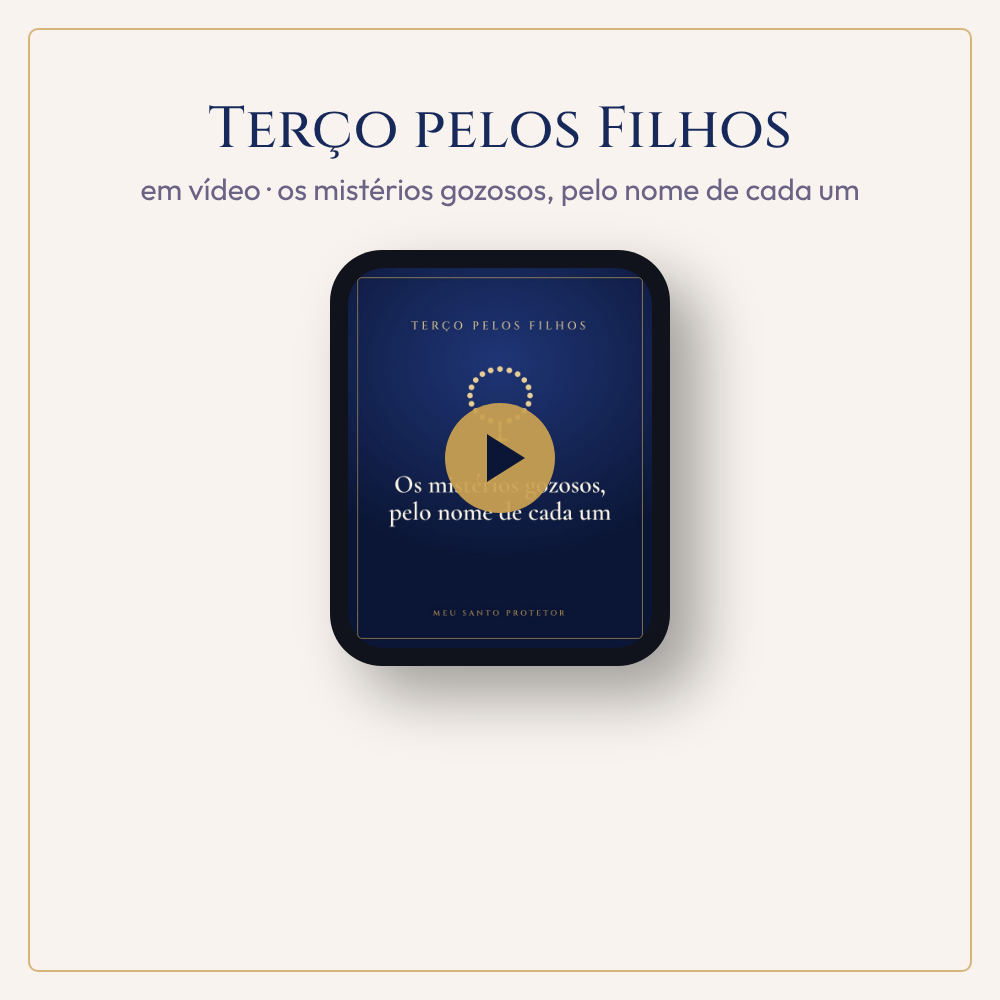 Terço pelos Filhos
em vídeo · os mistérios gozosos, pelo nome de cada um
TERÇO PELOS FILHOS
Os mistérios gozosos,
pelo nome de cada um
MEU SANTO PROTETOR